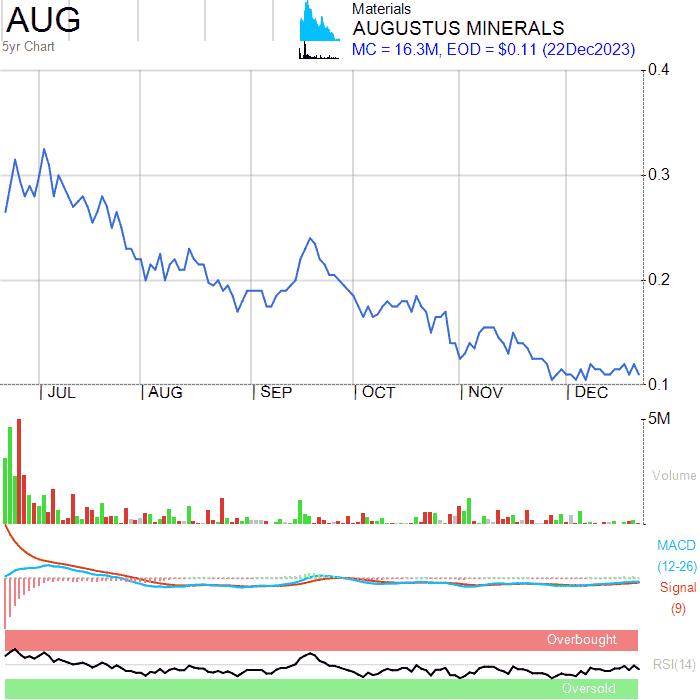 AUG
Materials
AUGUSTUS MINERALS
5yr Chart
MC = 16.3M, EOD = $0.11 (22Dec2023)
0.4
0.3
0.2
0.1
JUL AUG SEP OCT NOV DEC
5M
Volume
MACD
(12-26)
Signal
(9)
Overbought
RSI(14)
Oversold